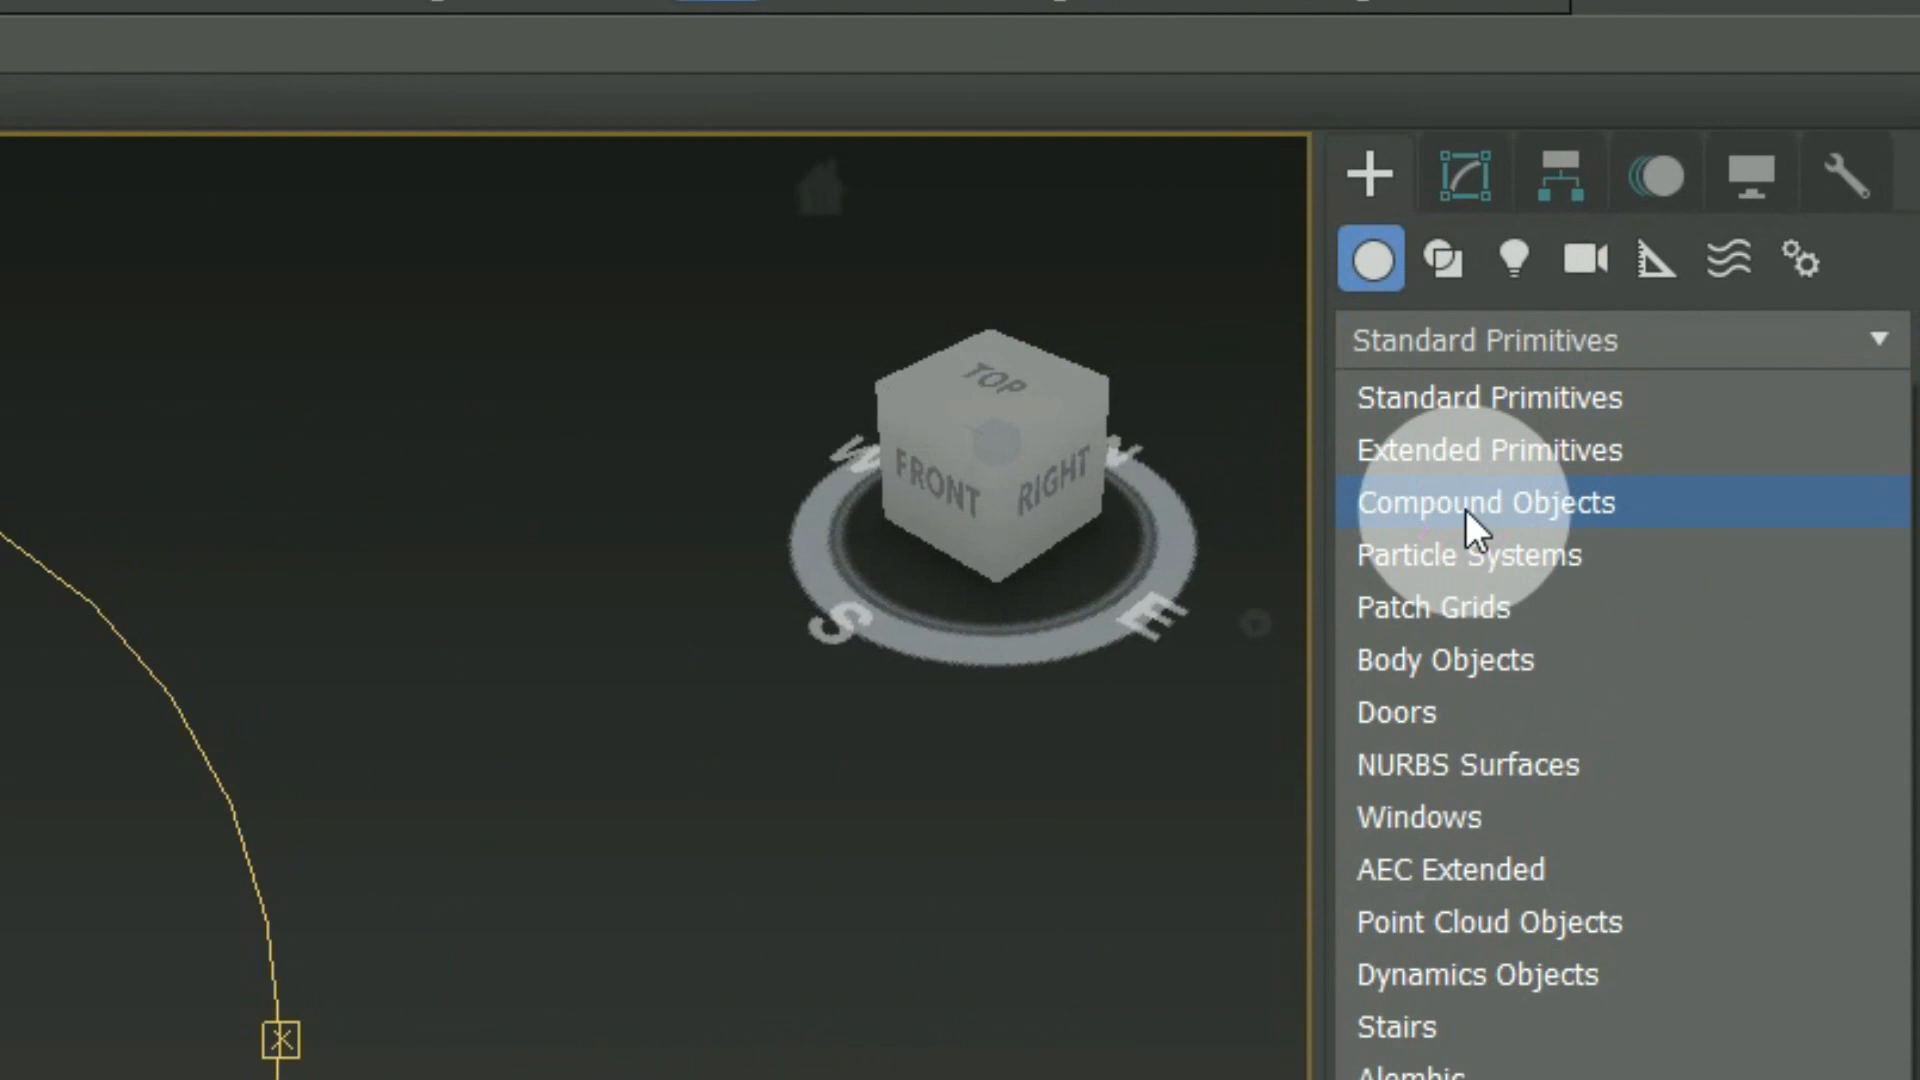 Standard Primitives
Standard Primitives
Extended Primitives
Compound Objects
Particle Systems
Patch Grids
Body Objects
Doors
NURBS Surfaces
Windows
AEC Extended
Point Cloud Objects
Dynamics Objects
Stairs
Alembic
TOP
FRONT
RIGHT
W
N
S
E